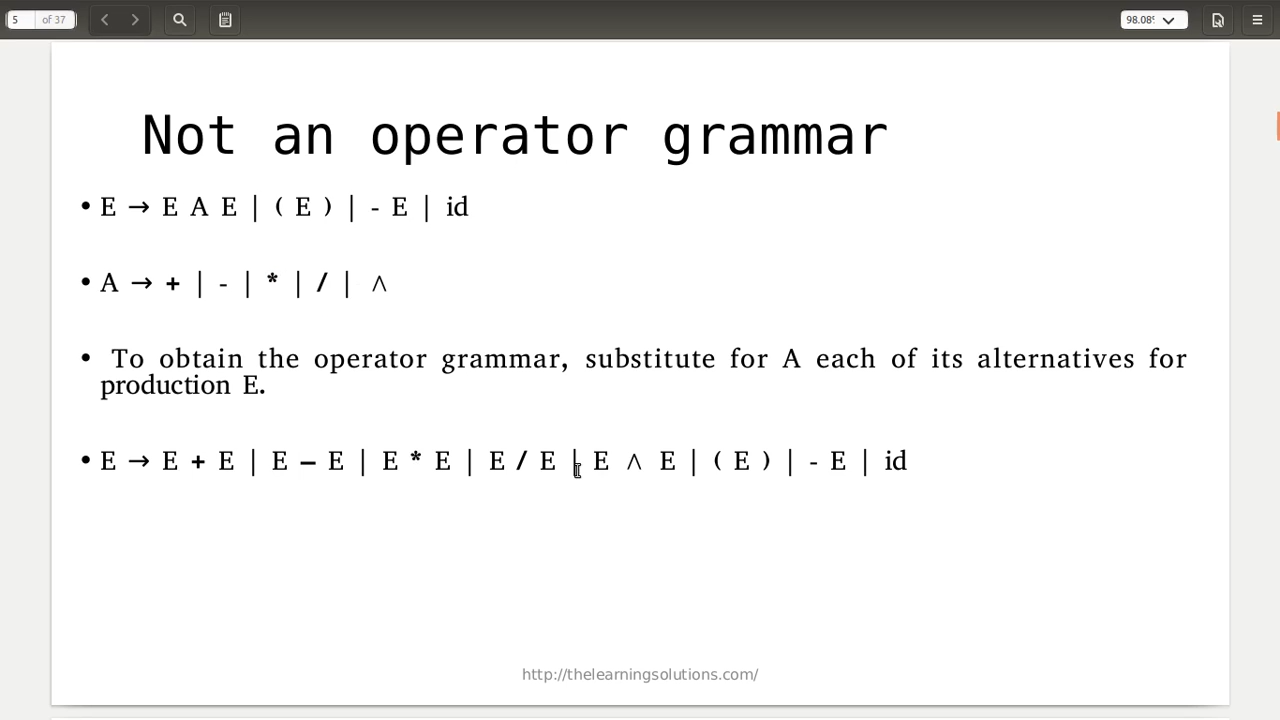 5 of 37 98.08%
Not an operator grammar
• E → E A E | ( E ) | - E | id
• A → + | - | * | / | ^
• To obtain the operator grammar, substitute for A each of its alternatives for
production E.
• E → E + E | E – E | E * E | E / E | E ^ E | ( E ) | - E | id
http://thelearningsolutions.com/